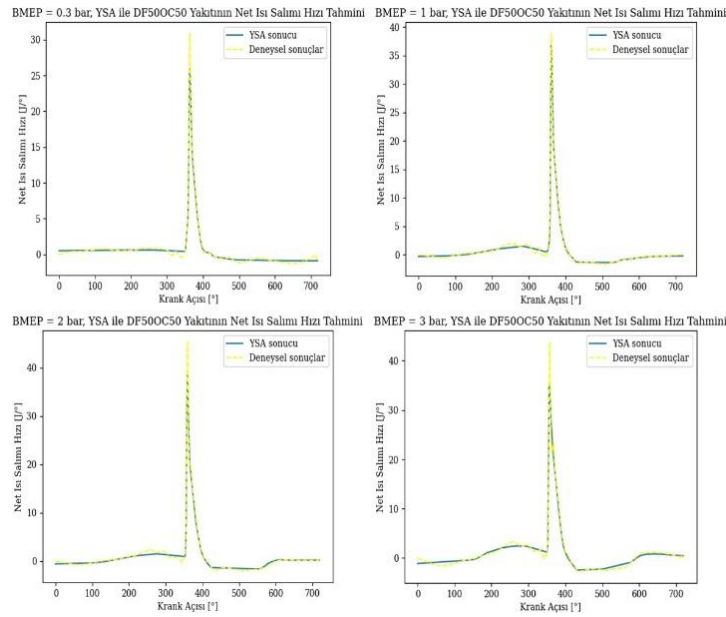 BMEP = 0.3 bar, YSA ile DF50OC50 Yakıtının Net Isı Salımı Hızı Tahmini
YSA sonucu
Deneysel sonuçlar
Net Isı Salımı Hızı [J/°]
30
25
20
15
10
5
0
0 100 200 300 400 500 600 700
Krank Açısı [°]
BMEP = 1 bar, YSA ile DF50OC50 Yakıtının Net Isı Salımı Hızı Tahmini
YSA sonucu
Deneysel sonuçlar
Net Isı Salımı Hızı [J/°]
40
35
30
25
20
15
10
5
0
0 100 200 300 400 500 600 700
Krank Açısı [°]
BMEP = 2 bar, YSA ile DF50OC50 Yakıtının Net Isı Salımı Hızı Tahmini
YSA sonucu
Deneysel sonuçlar
Net Isı Salımı Hızı [J/°]
40
30
20
10
0
0 100 200 300 400 500 600 700
Krank Açısı [°]
BMEP = 3 bar, YSA ile DF50OC50 Yakıtının Net Isı Salımı Hızı Tahmini
YSA sonucu
Deneysel sonuçlar
Net Isı Salımı Hızı [J/°]
40
30
20
10
0
0 100 200 300 400 500 600 700
Krank Açısı [°]